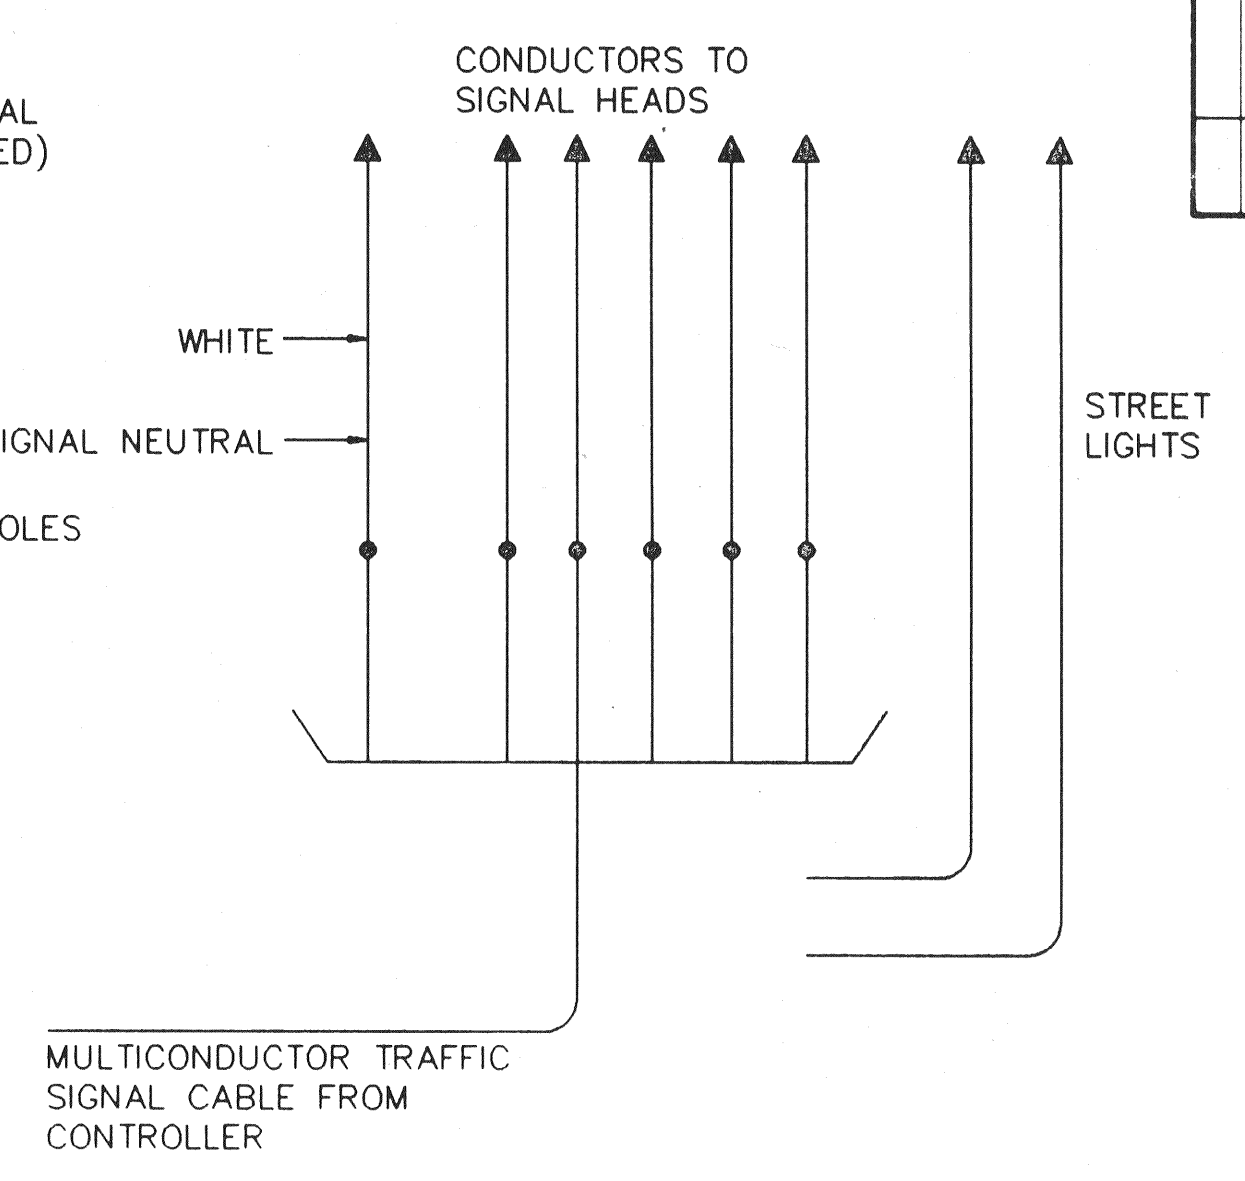 CONDUCTORS TO
SIGNAL HEADS
AL
ED)
WHITE
IGNAL NEUTRAL
OLES
STREET
LIGHTS
MULTICONDUCTOR TRAFFIC
SIGNAL CABLE FROM
CONTROLLER